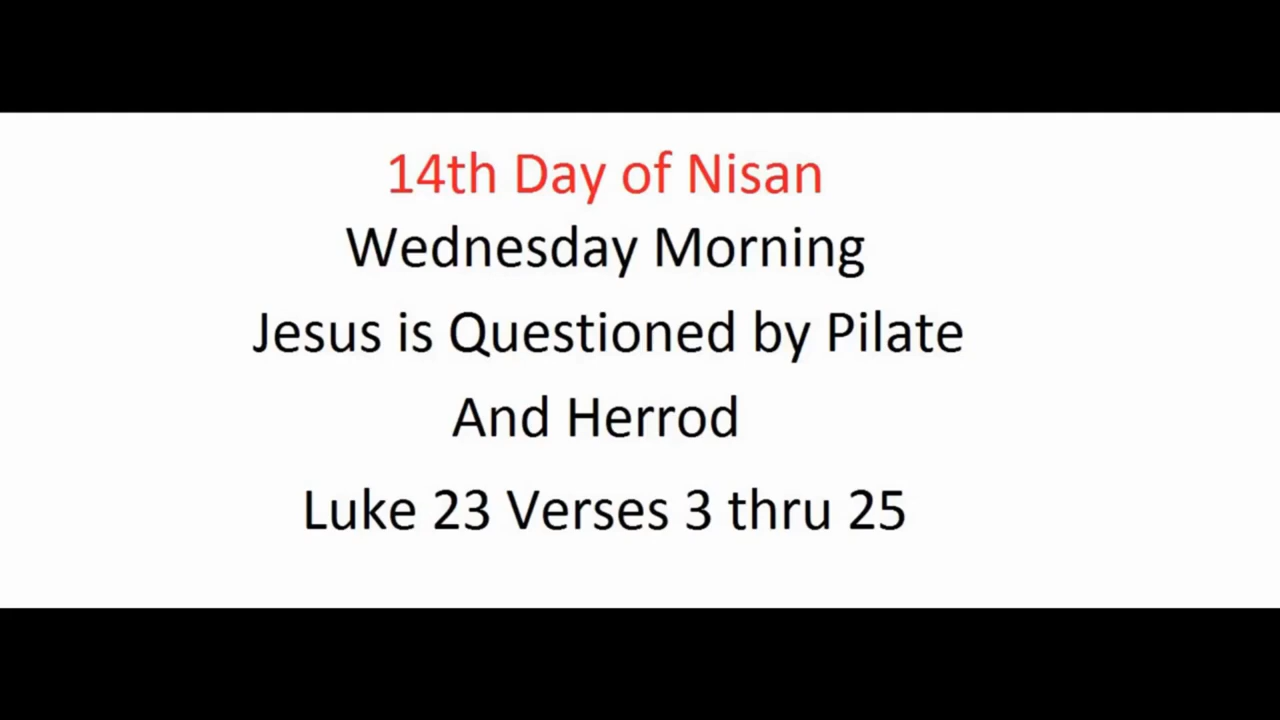 14th Day of Nisan
Wednesday Morning
Jesus is Questioned by Pilate
And Herrod
Luke 23 Verses 3 thru 25